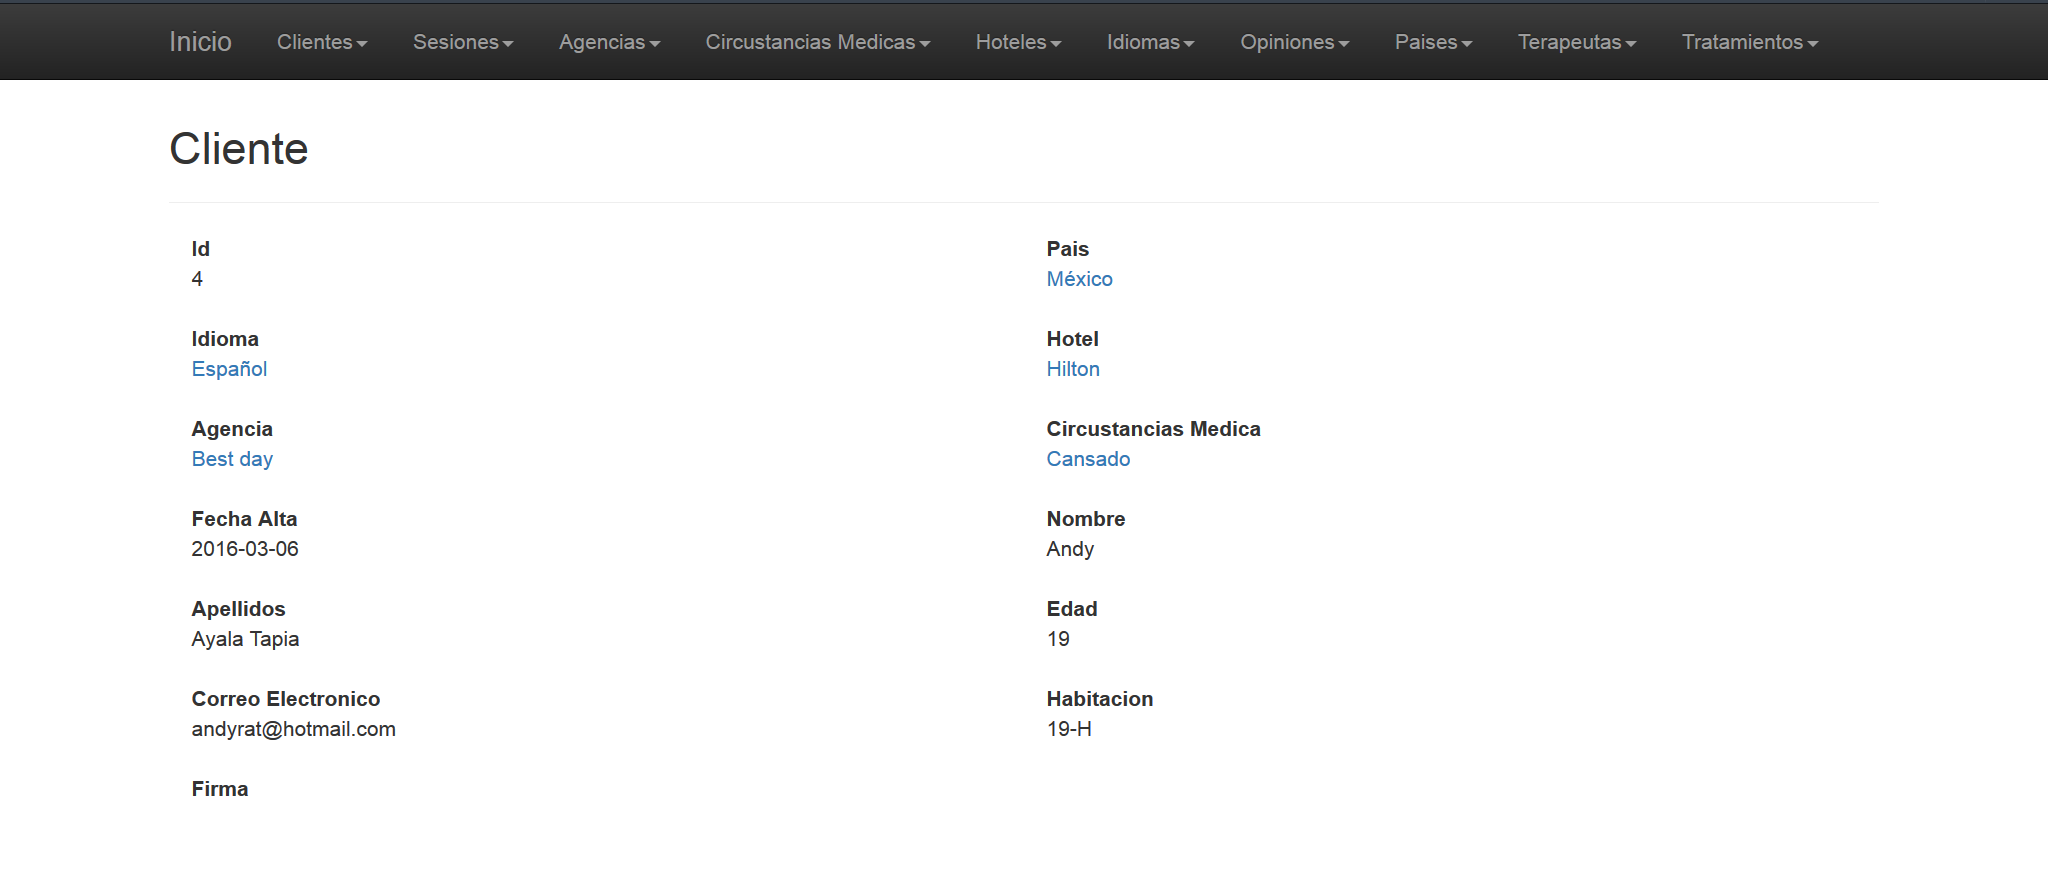 Inicio Clientes Sesiones Agencias Circustancias Medicas Hoteles Idiomas Opiniones Paises Terapeutas Tratamientos
Cliente
Id
4
Pais
México
Idioma
Español
Hotel
Hilton
Agencia
Best day
Circustancias Medica
Cansado
Fecha Alta
2016-03-06
Nombre
Andy
Apellidos
Ayala Tapia
Edad
19
Correo Electronico
andyrat@hotmail.com
Habitacion
19-H
Firma